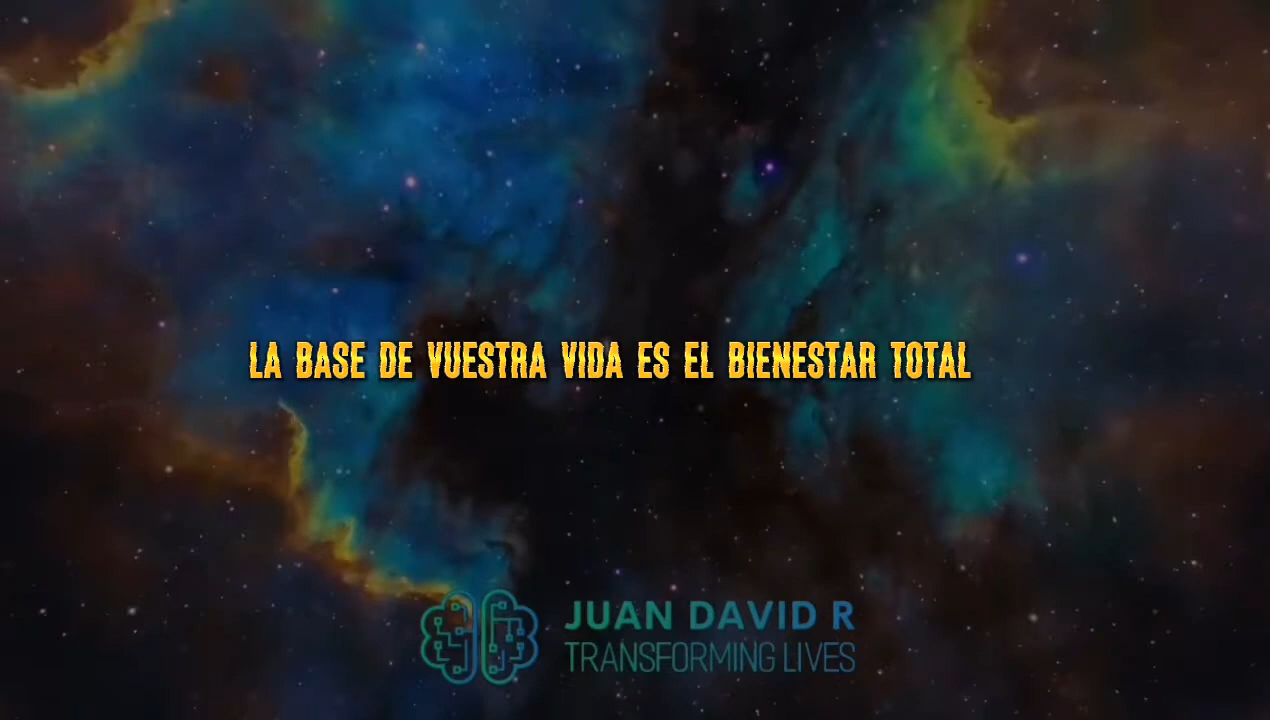 LA BASE DE VUESTRA VIDA ES EL BIENESTAR TOTAL
JUAN DAVID R
TRANSFORMING LIVES